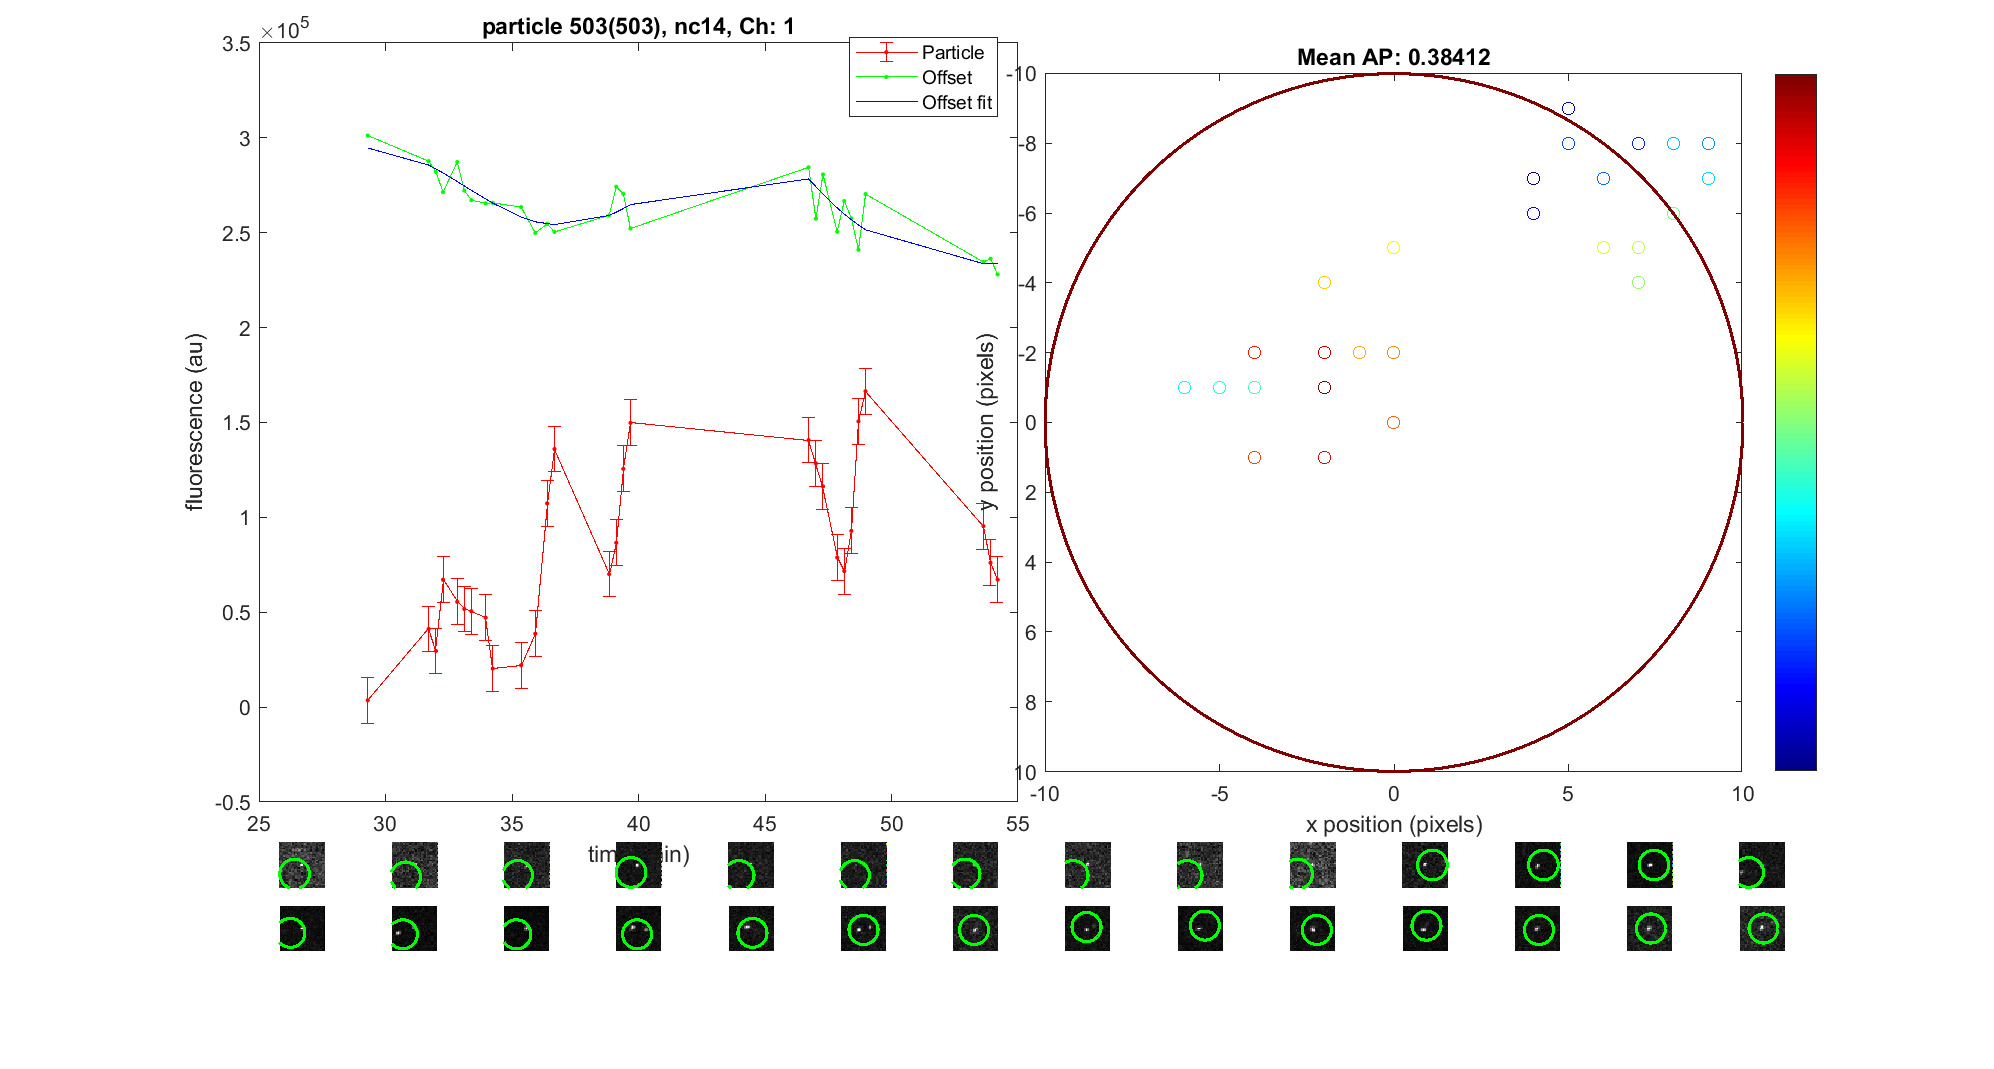 particle 503(503), nc14, Ch: 1
×10^5
3.5
3
2.5
2
1.5
1
0.5
0
-0.5
fluorescence (au)
25 30 35 40 45 50 55
Particle
Offset
Offset fit
Mean AP: 0.38412
-10
-8
-6
-4
-2
0
2
4
6
8
10
y position (pixels)
-10 -5 0 5 10
x position (pixels)